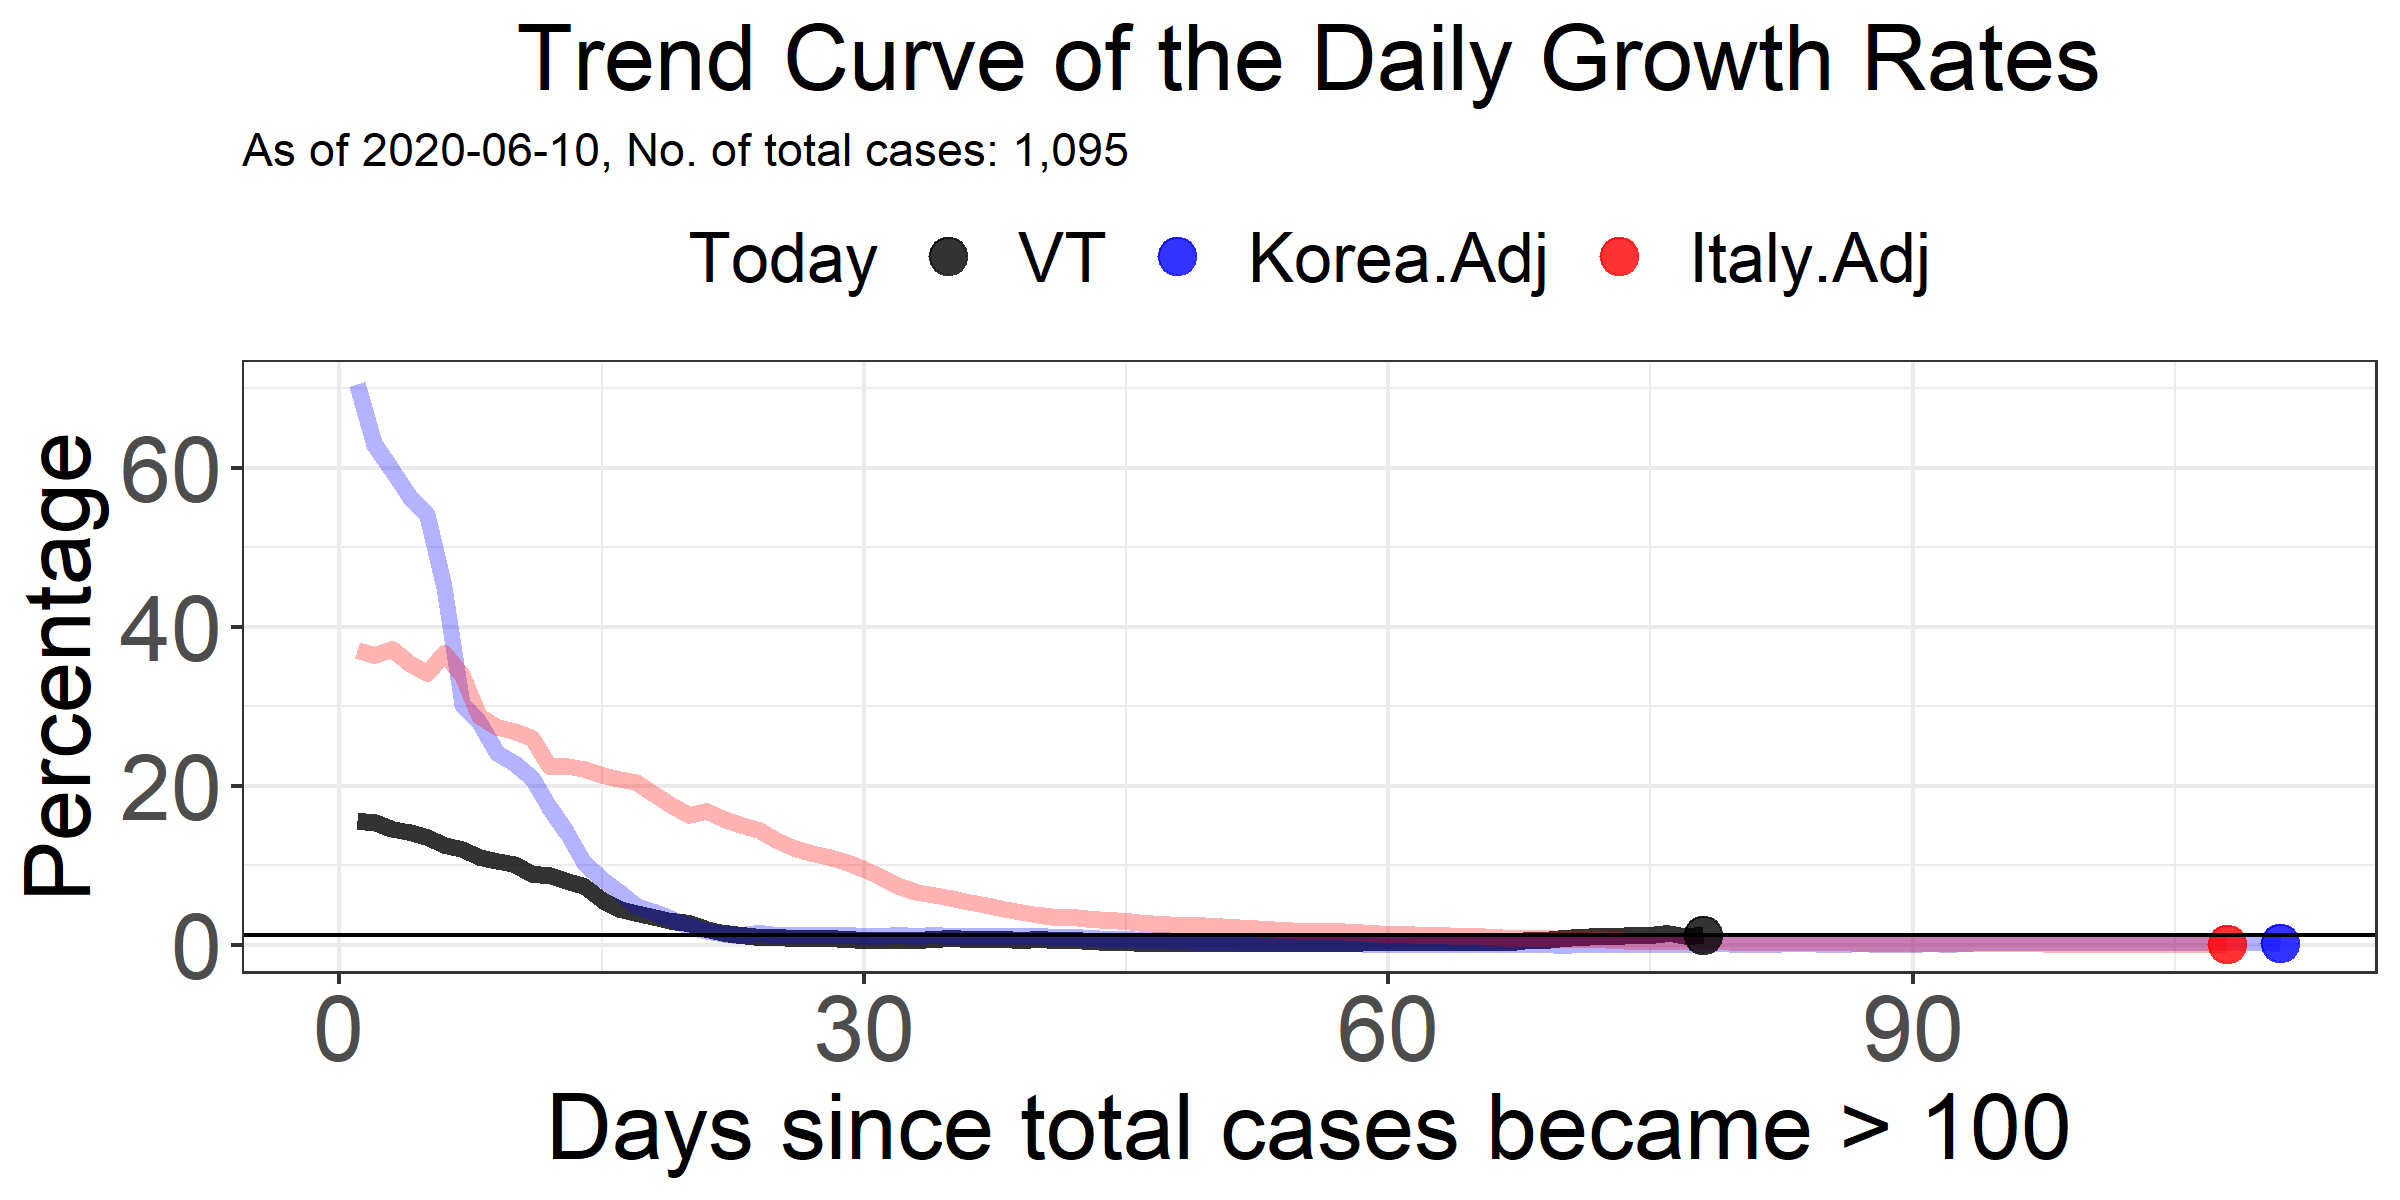 Trend Curve of the Daily Growth Rates
As of 2020-06-10, No. of total cases: 1,095
Today VT Korea.Adj Italy.Adj
Percentage
60
40
20
0
0 30 60 90
Days since total cases became > 100